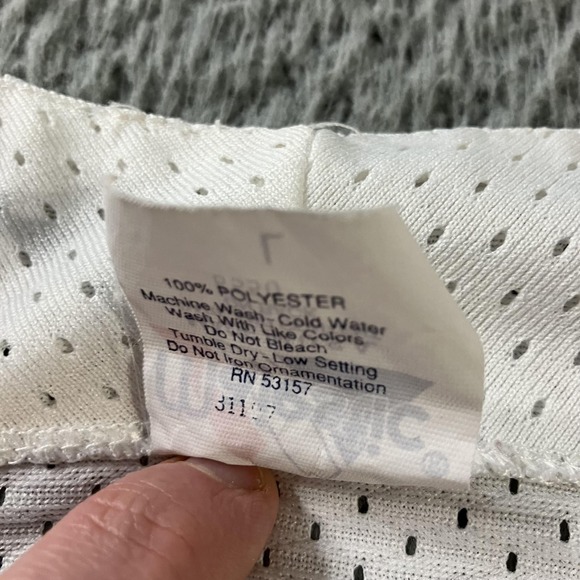 100% POLYESTER
Machine Wash-Cold Water
Wash With Like Colors
Do Not Bleach
Tumble Dry-Low Setting
Do Not Iron Ornamentation
RN 53157